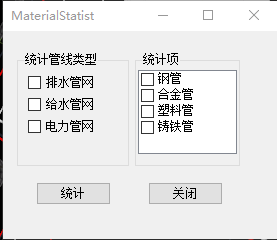 MaterialStatist
统计管线类型
排水管网
给水管网
电力管网
统计项
钢管
合金管
塑料管
铸铁管
统计
关闭